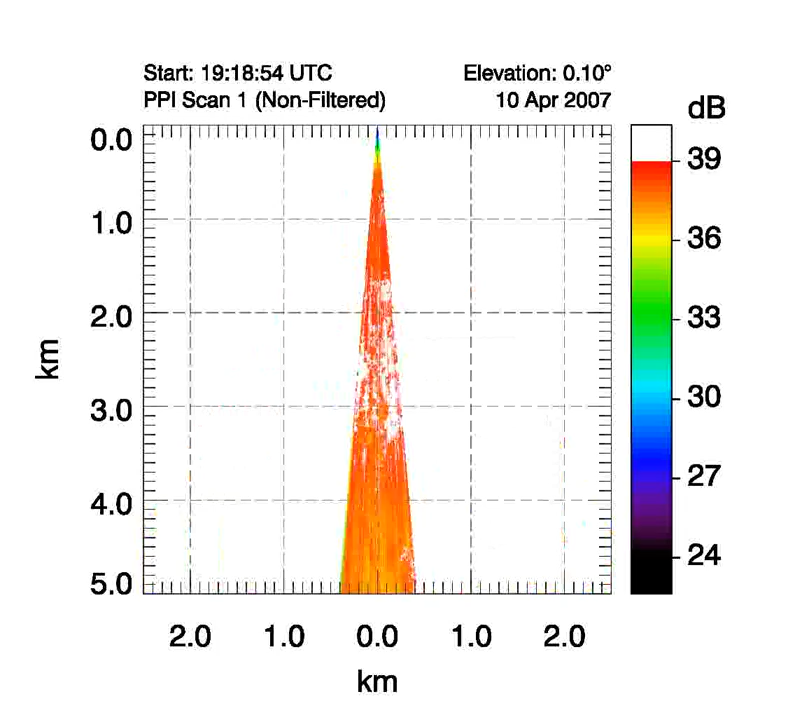 Start: 19:18:54 UTC
Elevation: 0.10°
PPI Scan 1 (Non-Filtered)
10 Apr 2007
dB
0.0
1.0
2.0
3.0
4.0
5.0
km
39
36
33
30
27
24
2.0 1.0 0.0 1.0 2.0
km